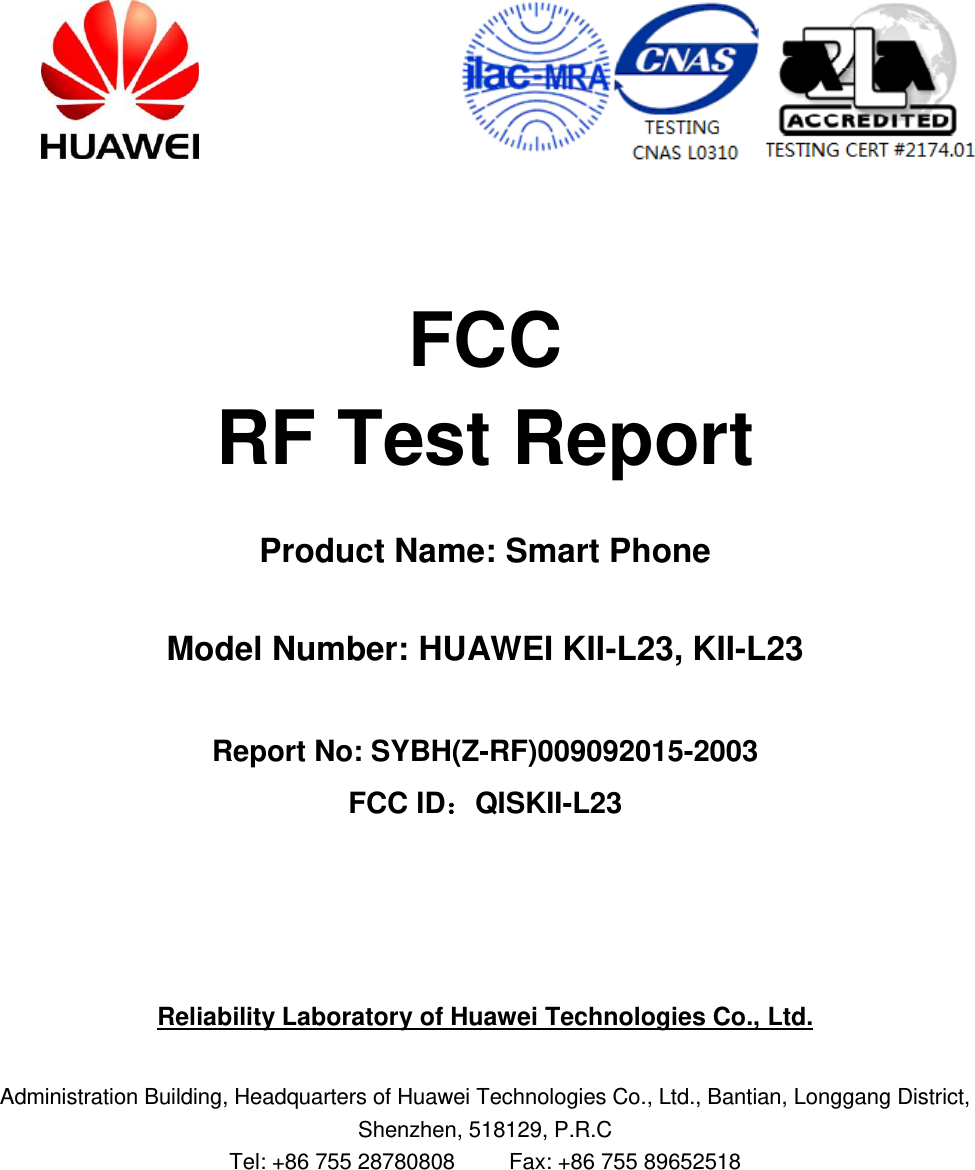 HUAWEI
ilac-MRA
CNAS
TESTING
CNAS L0310
A2LA
ACCREDITED
TESTING CERT #2174.01
FCC
RF Test Report
Product Name: Smart Phone
Model Number: HUAWEI KII-L23, KII-L23
Report No: SYBH(Z-RF)009092015-2003
FCC ID：QISKII-L23
Reliability Laboratory of Huawei Technologies Co., Ltd.
Administration Building, Headquarters of Huawei Technologies Co., Ltd., Bantian, Longgang District,
Shenzhen, 518129, P.R.C
Tel: +86 755 28780808 Fax: +86 755 89652518